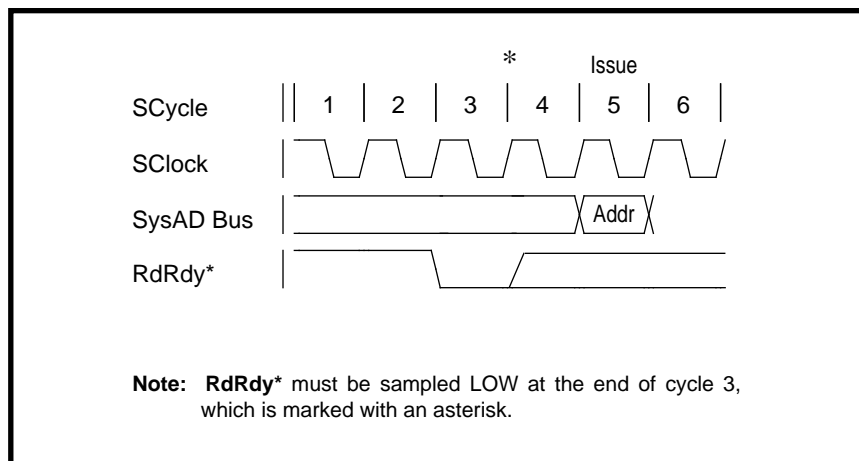 * Issue
SCycle 1 2 3 4 5 6
SClock
SysAD Bus Addr
RdRdy*
Note: RdRdy* must be sampled LOW at the end of cycle 3,
which is marked with an asterisk.